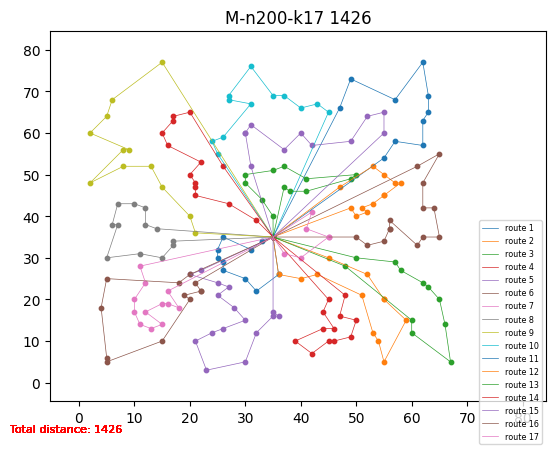 M-n200-k17 1426
80
70
60
50
40
30
20
10
0
0 10 20 30 40 50 60 70 80
route 1
route 2
route 3
route 4
route 5
route 6
route 7
route 8
route 9
route 10
route 11
route 12
route 13
route 14
route 15
route 16
route 17
Total distance: 1426